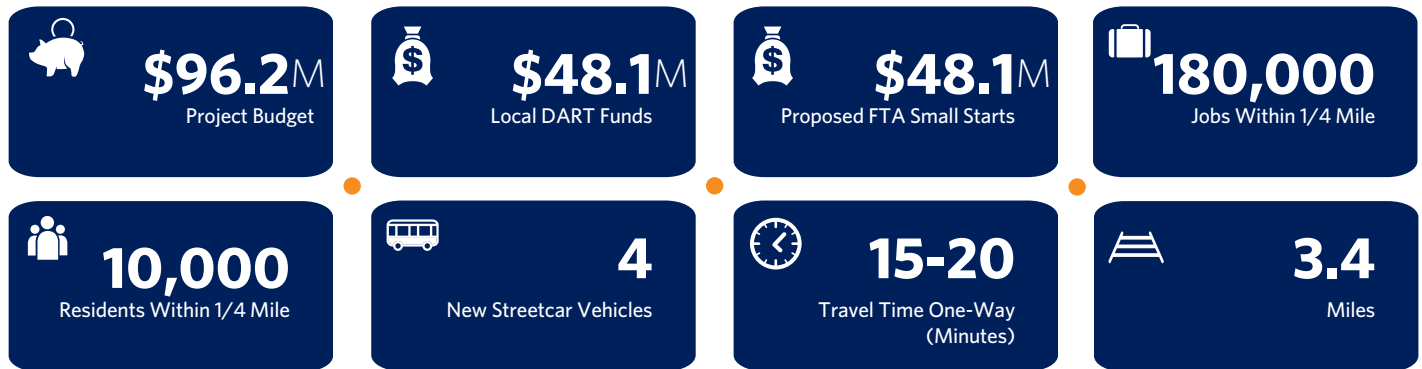 $96.2M
Project Budget
$48.1M
Local DART Funds
$48.1M
Proposed FTA Small Starts
180,000
Jobs Within 1/4 Mile
10,000
Residents Within 1/4 Mile
4
New Streetcar Vehicles
15-20
Travel Time One-Way
(Minutes)
3.4
Miles